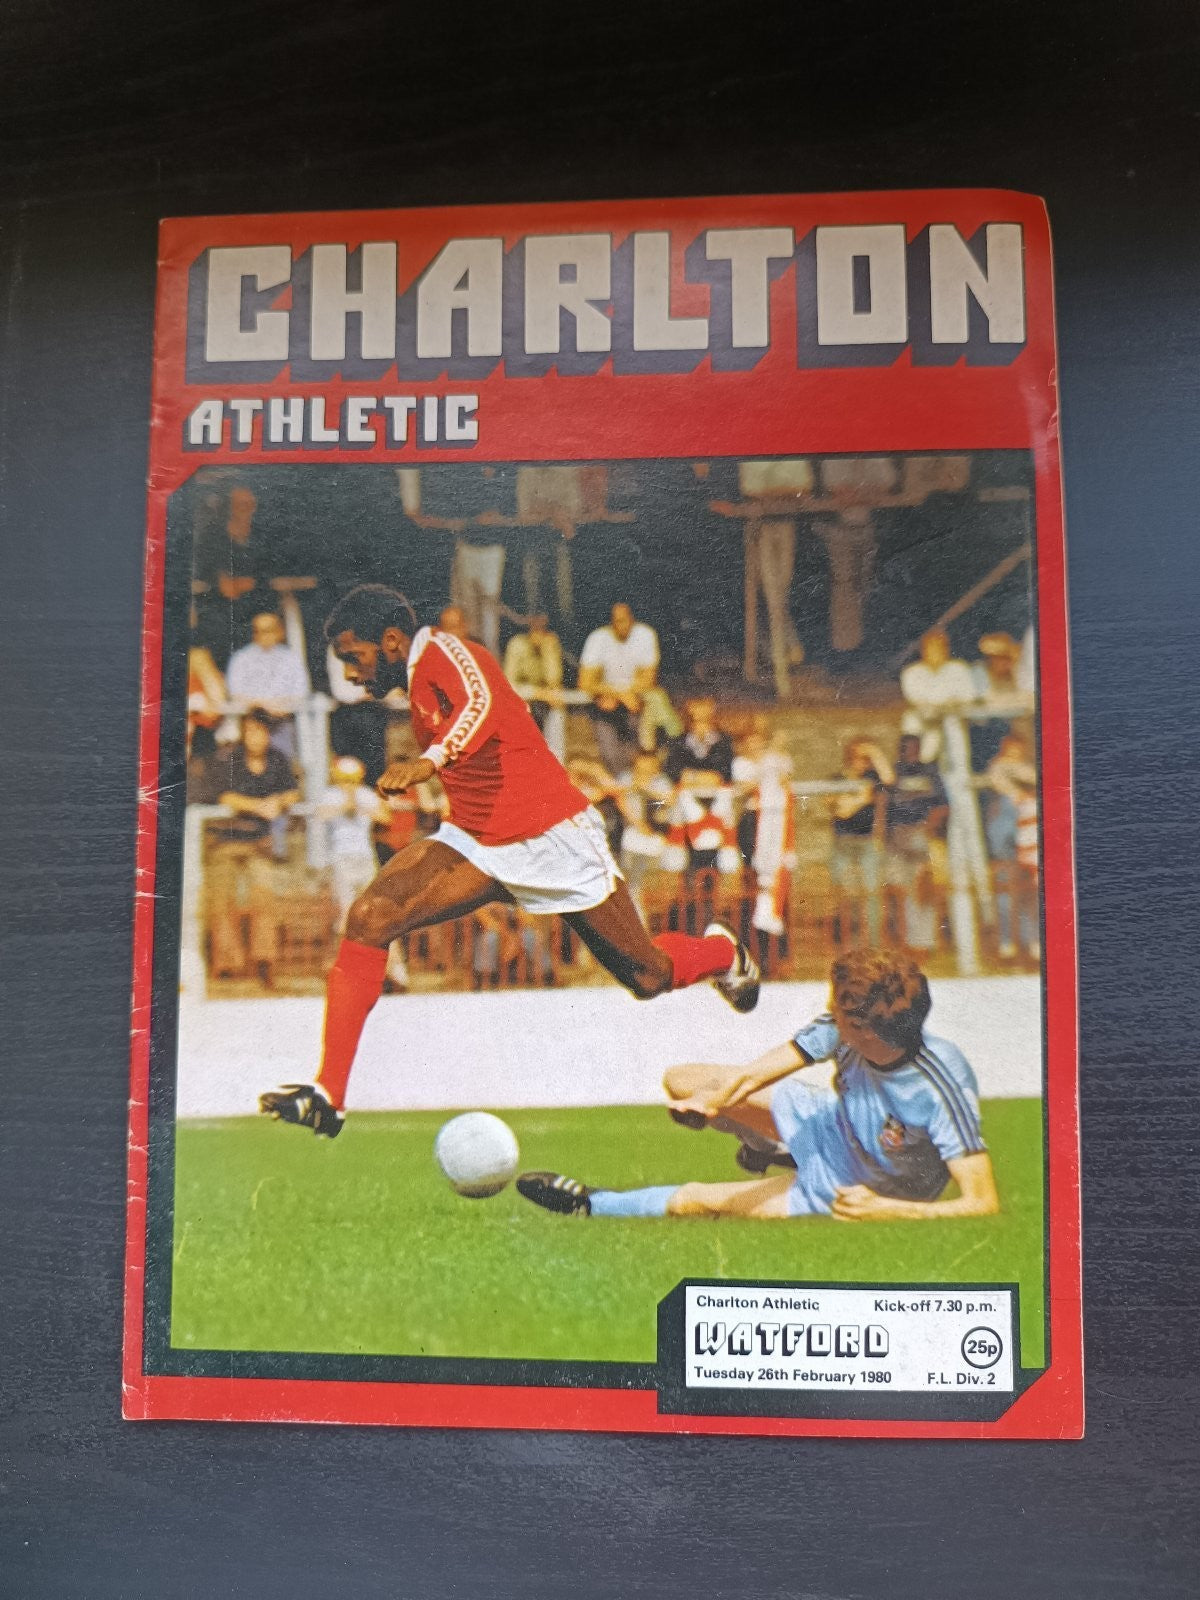 CHARLTON
ATHLETIC
Charlton Athletic Kick-off 7.30 p.m.
WATFORD 25p
Tuesday 26th February 1980 F.L. Div. 2